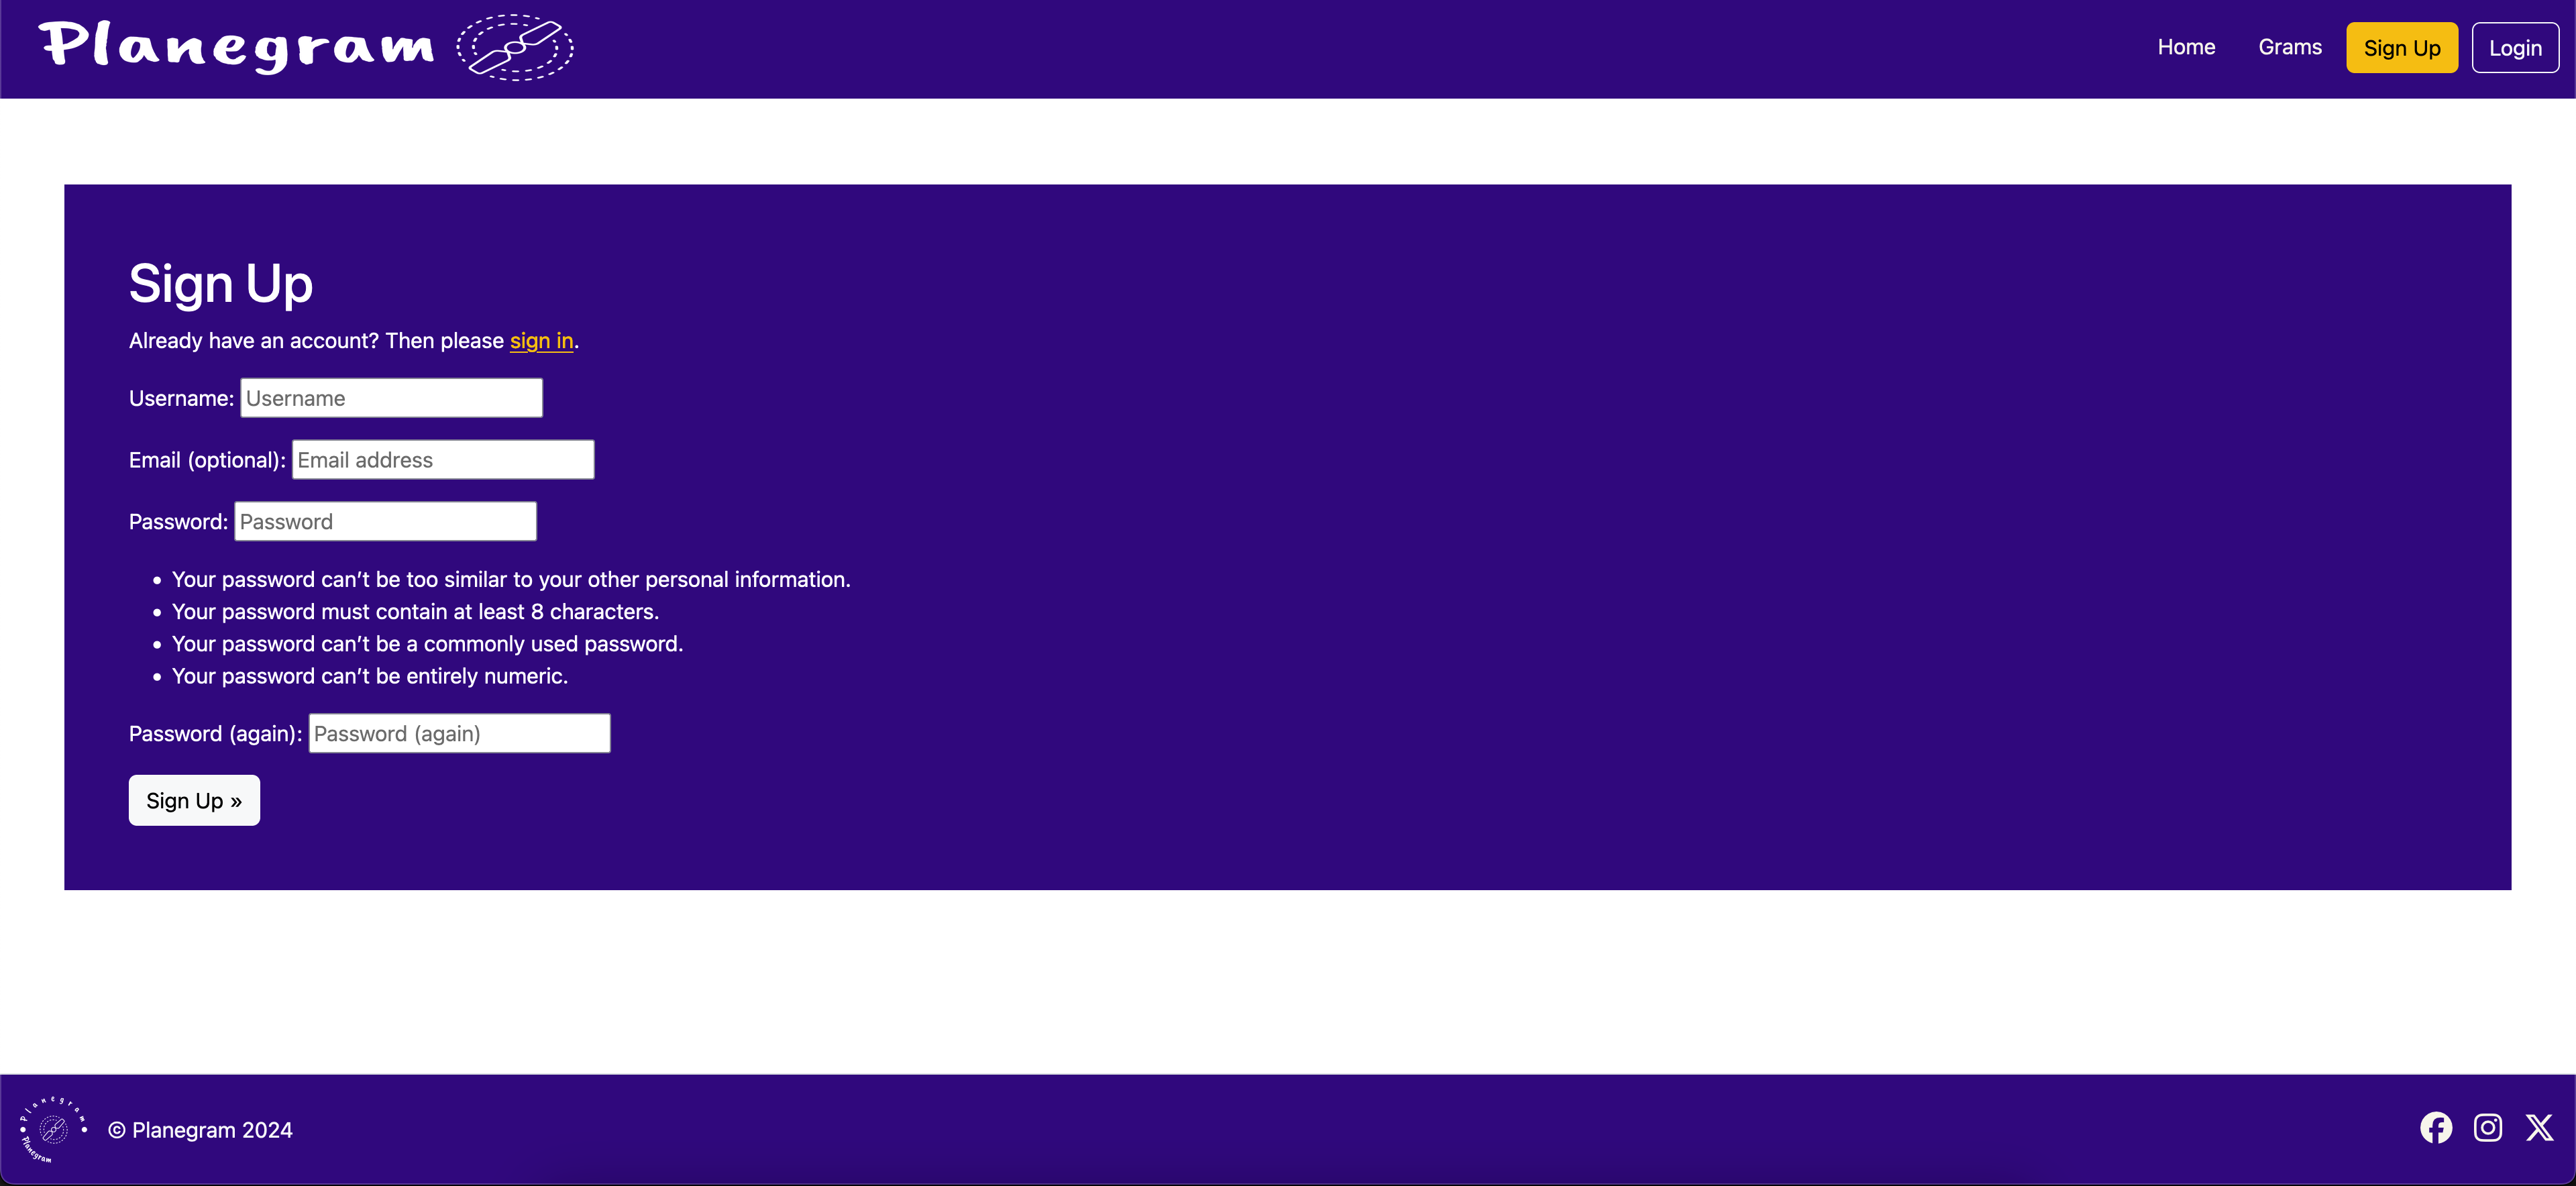 Planegram
Home Grams Sign Up Login
Sign Up
Already have an account? Then please sign in.
Username: Username
Email (optional): Email address
Password: Password
• Your password can’t be too similar to your other personal information.
• Your password must contain at least 8 characters.
• Your password can’t be a commonly used password.
• Your password can’t be entirely numeric.
Password (again): Password (again)
Sign Up »
Planegram
Planegram
© Planegram 2024